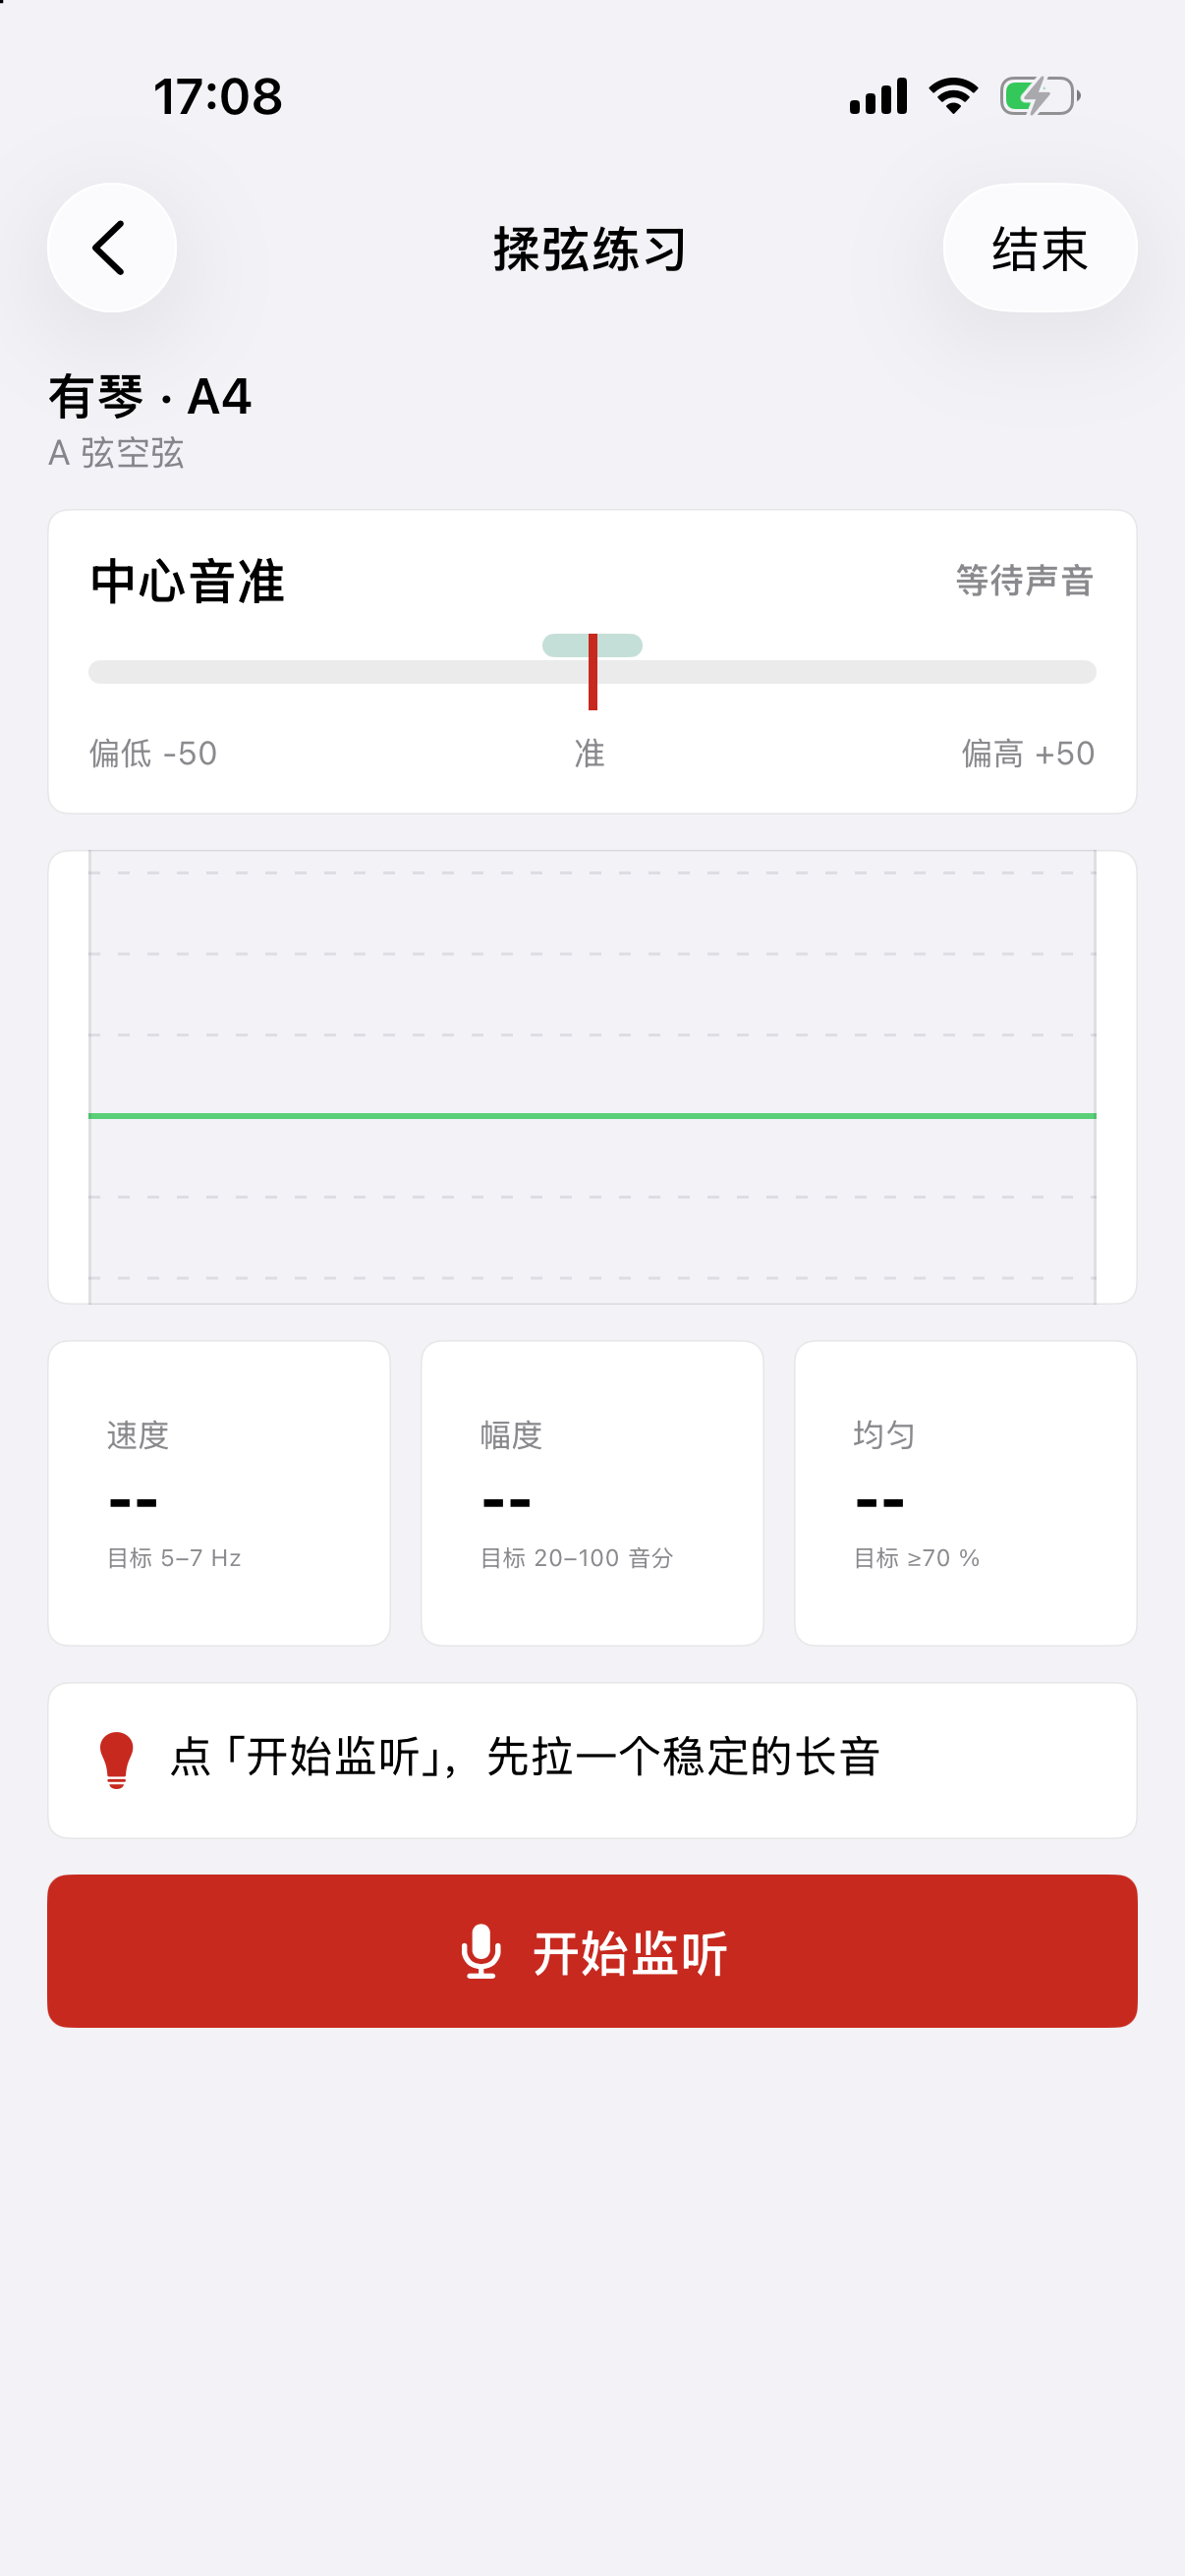 17:08
揉弦练习
结束
有琴 · A4
A 弦空弦
中心音准
等待声音
偏低 -50
准
偏高 +50
速度
幅度
均匀
--
--
--
目标 5–7 Hz
目标 20–100 音分
目标 ≥70 %
点「开始监听」，先拉一个稳定的长音
开始监听